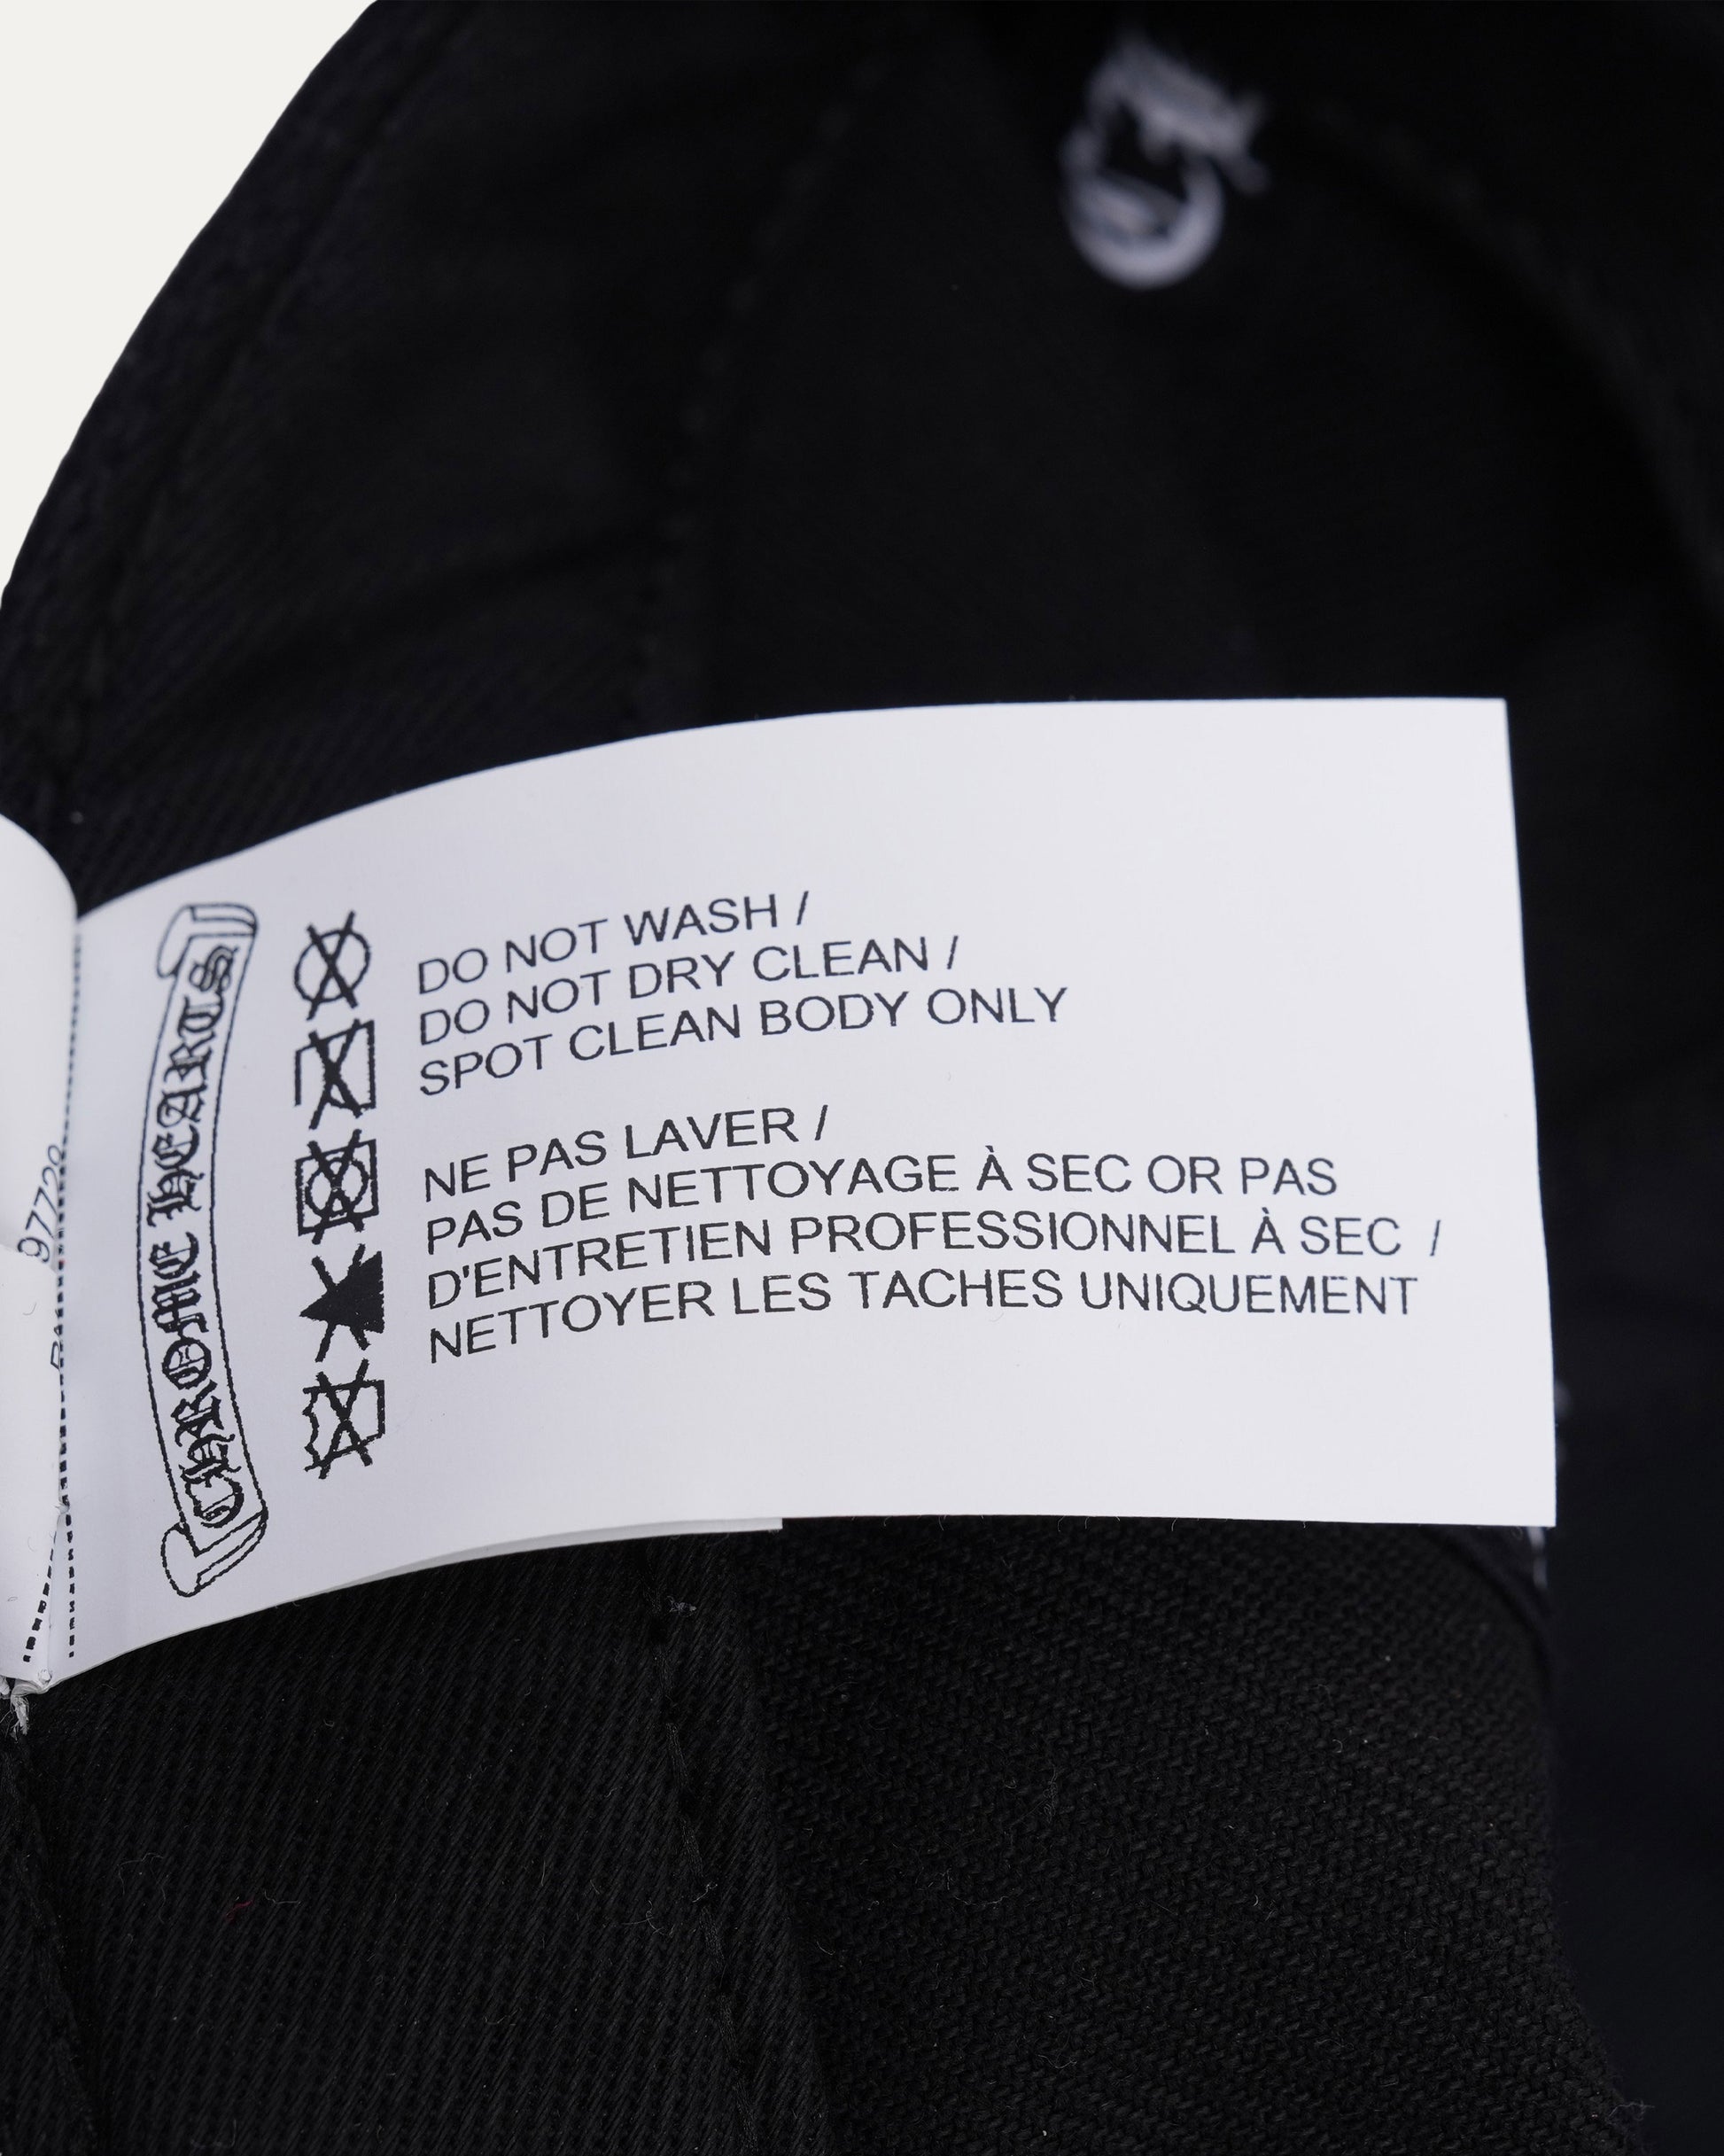 CHROME HEARTS
DO NOT WASH /
DO NOT DRY CLEAN /
SPOT CLEAN BODY ONLY
NE PAS LAVER /
PAS DE NETTOYAGE À SEC OR PAS
D'ENTRETIEN PROFESSIONNEL À SEC /
NETTOYER LES TACHES UNIQUEMENT